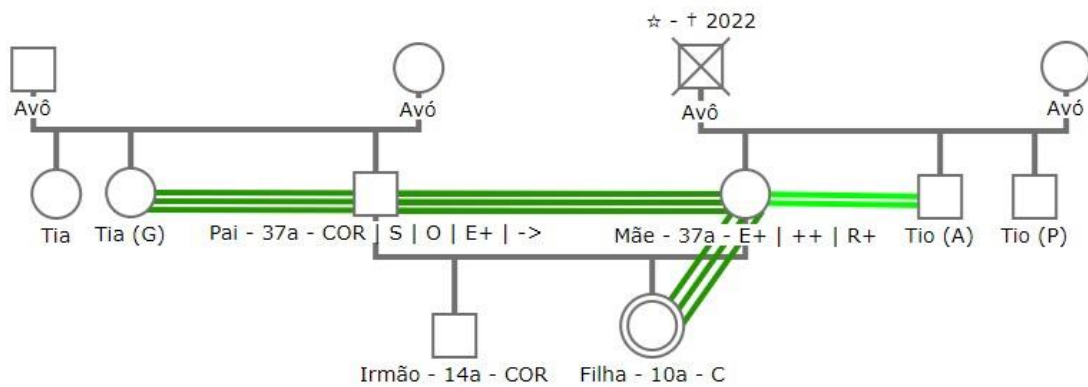 ☆ - † 2022
Avô
Avó
Avô
Avó
Tia
Tia (G)
Pai - 37a - COR | S | O | E+ | ->
Mãe - 37a - E+ | ++ | R+
Tio (A)
Tio (P)
Irmão - 14a - COR
Filha - 10a - C